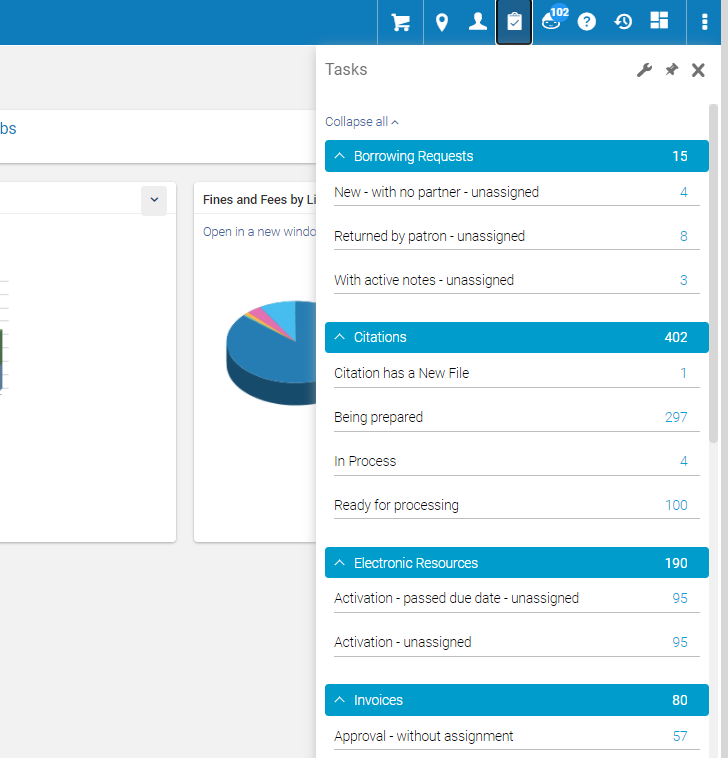 102
Tasks
bs
Collapse all
Borrowing Requests 15
New - with no partner - unassigned 4
Returned by patron - unassigned 8
With active notes - unassigned 3
Citations 402
Citation has a New File 1
Being prepared 297
In Process 4
Ready for processing 100
Electronic Resources 190
Activation - passed due date - unassigned 95
Activation - unassigned 95
Invoices 80
Approval - without assignment 57
Fines and Fees by Li
Open in a new windo